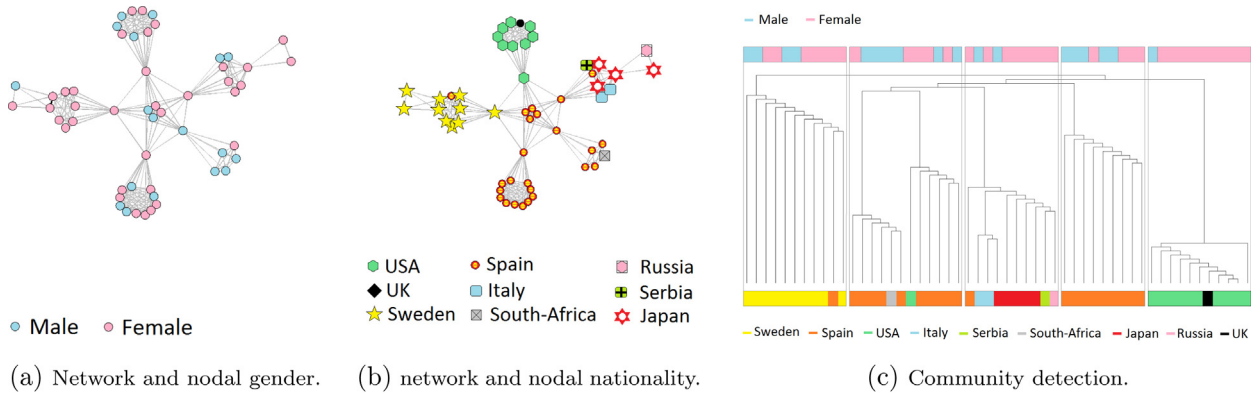 Male Female
USA Spain Russia
UK Italy Serbia
Sweden South-Africa Japan
Male Female
Sweden Spain USA Italy Serbia South-Africa Japan Russia UK
(a) Network and nodal gender.
(b) network and nodal nationality.
(c) Community detection.